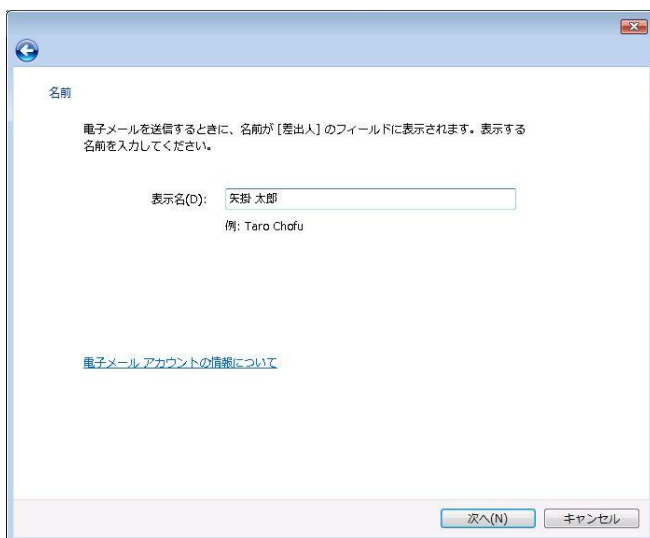 名前
電子メールを送信するときに、名前が [差出人] のフィールドに表示されます。表示する
名前を入力してください。
表示名(D): 矢掛 太郎
例: Taro Chofu
電子メール アカウントの情報について
次へ(N) キャンセル